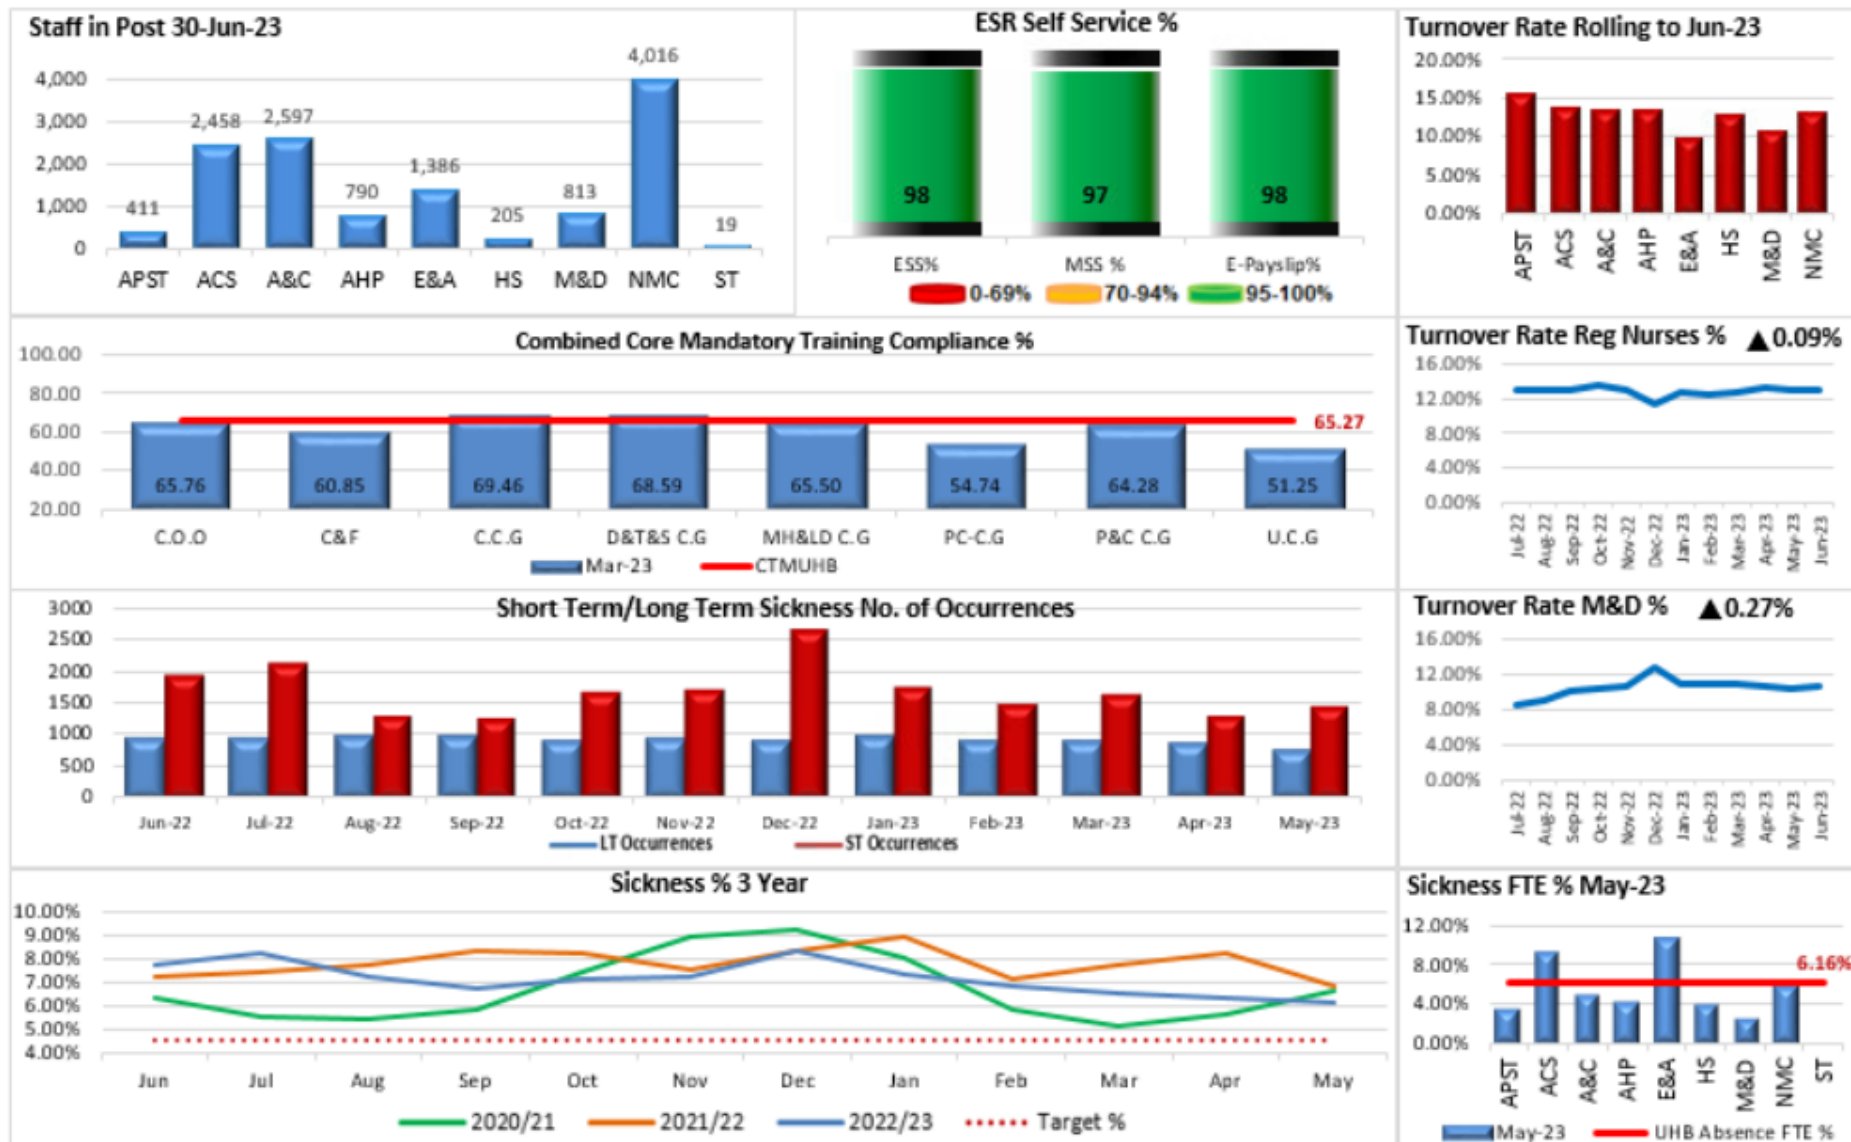 Staff in Post 30-Jun-23
4,000
3,000
2,000
1,000
0
411
2,458
2,597
790
1,386
205
813
4,016
19
APST ACS A&C AHP E&A HS M&D NMC ST
ESR Self Service %
98 97 98
ESS% MSS % E-Payslip%
0-69% 70-94% 95-100%
Turnover Rate Rolling to Jun-23
20.00%
15.00%
10.00%
5.00%
0.00%
APST ACS A&C AHP E&A HS M&D NMC
Combined Core Mandatory Training Compliance %
100.00
80.00
60.00
40.00
20.00
65.27
65.76 60.85 69.46 68.59 65.50 54.74 64.28 51.25
C.O.O C&F C.C.G D&T&S C.G MH&LD C.G PC-C.G P&C C.G U.C.G
Mar-23 CTMUHB
Turnover Rate Reg Nurses % ▲0.09%
16.00%
12.00%
8.00%
4.00%
0.00%
Jul-22 Aug-22 Sep-22 Oct-22 Nov-22 Dec-22 Jan-23 Feb-23 Mar-23 Apr-23 May-23 Jun-23
Short Term/Long Term Sickness No. of Occurrences
3000
2500
2000
1500
1000
500
0
Jun-22 Jul-22 Aug-22 Sep-22 Oct-22 Nov-22 Dec-22 Jan-23 Feb-23 Mar-23 Apr-23 May-23
LT Occurrences ST Occurrences
Turnover Rate M&D % ▲0.27%
16.00%
12.00%
8.00%
4.00%
0.00%
Jul-22 Aug-22 Sep-22 Oct-22 Nov-22 Dec-22 Jan-23 Feb-23 Mar-23 Apr-23 May-23 Jun-23
Sickness % 3 Year
10.00%
9.00%
8.00%
7.00%
6.00%
5.00%
4.00%
Jun Jul Aug Sep Oct Nov Dec Jan Feb Mar Apr May
2020/21 2021/22 2022/23 Target %
Sickness FTE % May-23
12.00%
8.00%
4.00%
0.00%
6.16%
APST ACS A&C AHP E&A HS M&D NMC ST
May-23 UHB Absence FTE %